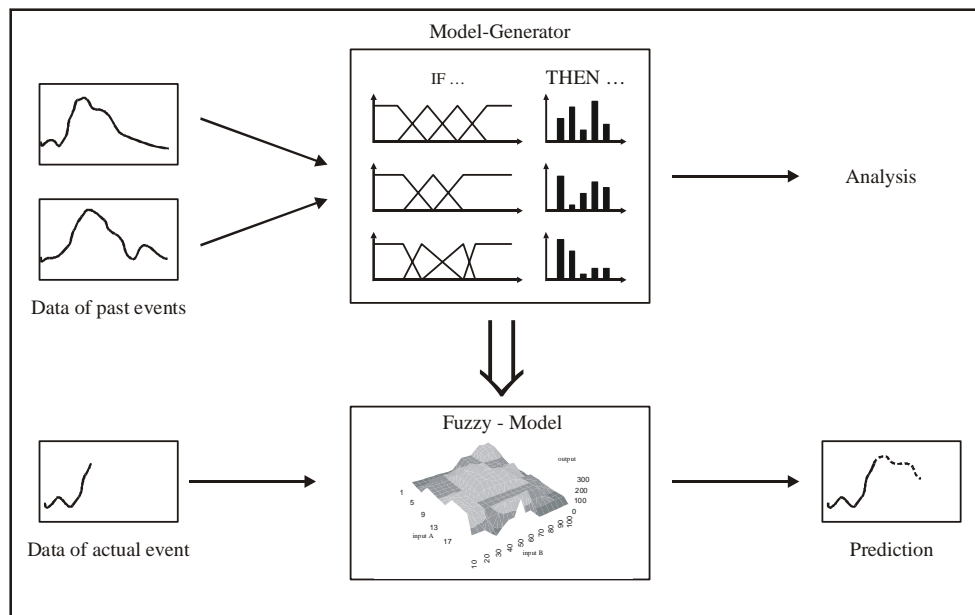 Model-Generator
IF ...
THEN ...
Analysis
Data of past events
Fuzzy - Model
output
300
200
100
0
1
5
9
13
17
input A
10
20
30
40
50
60
70
80
90
100
input B
Data of actual event
Prediction